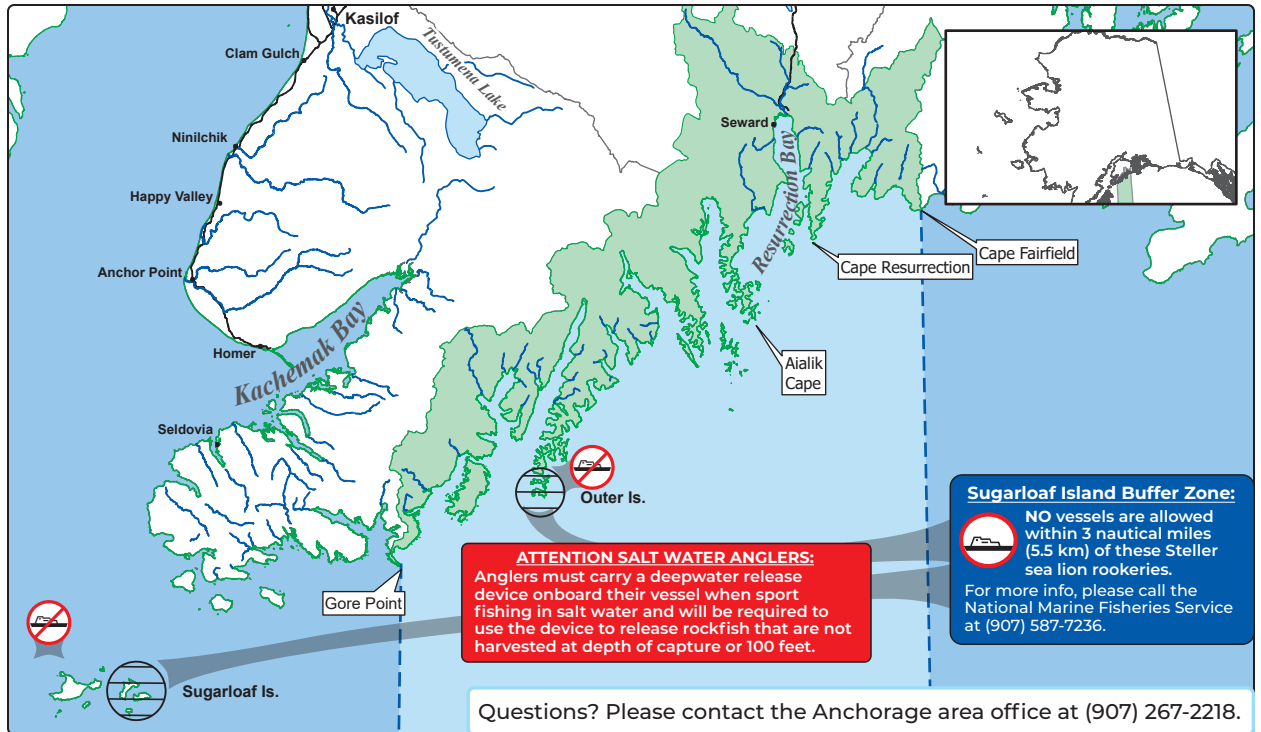 Kasilof
Clam Gulch
Tustumena Lake
Ninilchik
Seward
Happy Valley
Resurrection Bay
Anchor Point
Cape Fairfield
Cape Resurrection
Homer
Kachemak Bay
Aialik
Cape
Seldovia
Outer Is.
Sugarloaf Island Buffer Zone:
NO vessels are allowed
within 3 nautical miles
(5.5 km) of these Steller
sea lion rookeries.
For more info, please call the
National Marine Fisheries Service
at (907) 587-7236.
ATTENTION SALT WATER ANGLERS:
Anglers must carry a deepwater release
device onboard their vessel when sport
fishing in salt water and will be required to
use the device to release rockfish that are not
harvested at depth of capture or 100 feet.
Gore Point
Sugarloaf Is.
Questions? Please contact the Anchorage area office at (907) 267-2218.